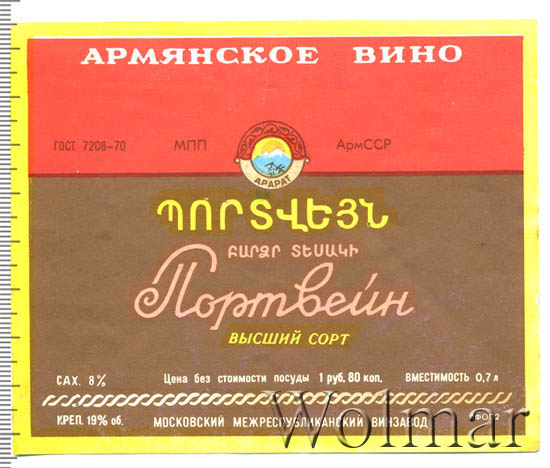 АРМЯНСКОЕ ВИНО
ГОСТ 7208-70 МПП АрмССР
АРАРАТ
ՊՈՐՏՎԵՅՆ
ԲԱՐՁՐ ՏԵՍԱԿԻ
Портвейн
ВЫСШИЙ СОРТ
САХ. 8% Цена без стоимости посуды 1 руб. 80 коп. ВМЕСТИМОСТЬ 0,7 л
КРЕП. 19% об. МОСКОВСКИЙ МЕЖРЕСПУБЛИКАНСКИЙ ВИНЗАВОД
Wolmar